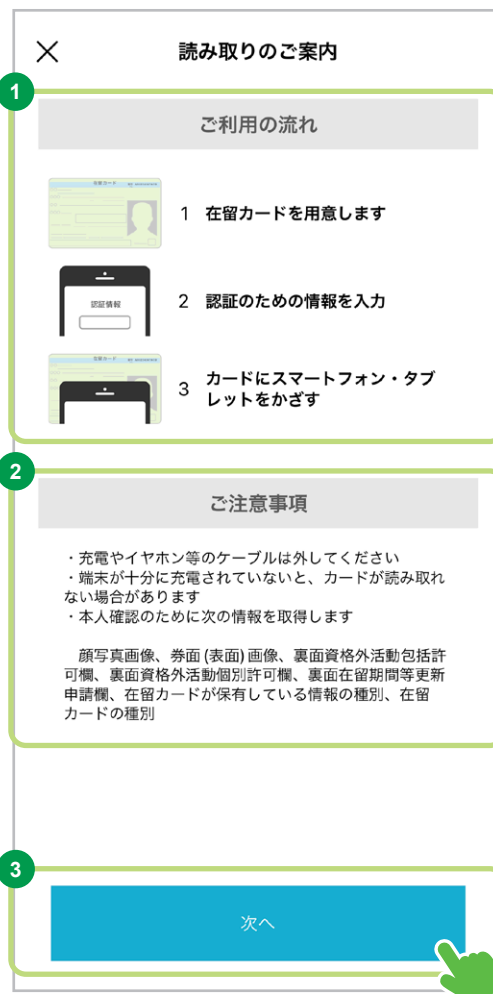 読み取りのご案内
1
ご利用の流れ
在留カード
1 在留カードを用意します
認証情報
2 認証のための情報を入力
在留カード
3 カードにスマートフォン・タブ
レットをかざす
2
ご注意事項
・充電やイヤホン等のケーブルは外してください
・端末が十分に充電されていないと、カードが読み取れ
ない場合があります
・本人確認のために次の情報を取得します
顔写真画像、券面 (表面) 画像、裏面資格外活動包括許
可欄、裏面資格外活動個別許可欄、裏面在留期間等更新
申請欄、在留カードが保有している情報の種別、在留
カードの種別
3
次へ